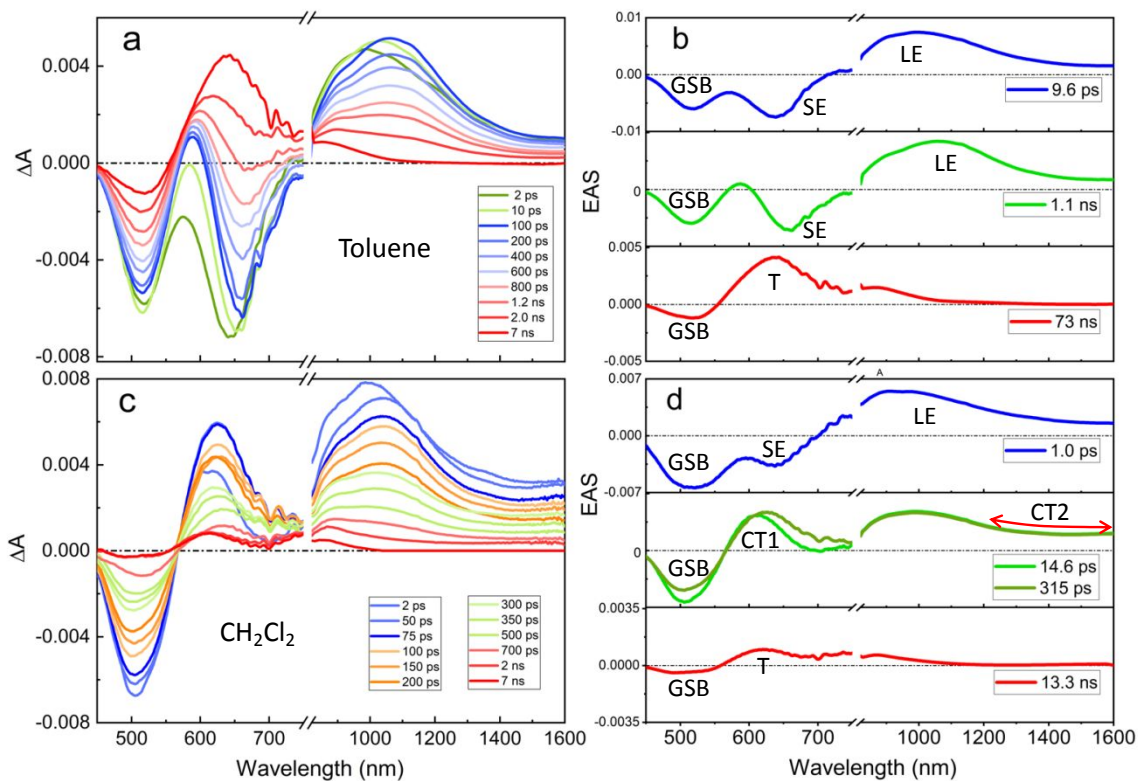 a
0.004
0.000
-0.004
-0.008
ΔA
Toluene
2 ps
10 ps
100 ps
200 ps
400 ps
600 ps
800 ps
1.2 ns
2.0 ns
7 ns
b
0.01
0.00
-0.01
GSB
SE
LE
9.6 ps
0
GSB
SE
LE
1.1 ns
0.005
0.000
-0.005
GSB
T
73 ns
EAS
c
0.008
0.004
0.000
-0.004
-0.008
ΔA
CH₂Cl₂
2 ps
50 ps
75 ps
100 ps
150 ps
200 ps
300 ps
350 ps
500 ps
700 ps
2 ns
7 ns
500 600 700 1000 1200 1400 1600
Wavelength (nm)
A
d
0.007
0.000
-0.007
GSB
SE
LE
1.0 ps
0
GSB
CT1
CT2
14.6 ps
315 ps
0.0035
0.0000
-0.0035
GSB
T
13.3 ns
EAS
500 600 700 1000 1200 1400 1600
Wavelength (nm)